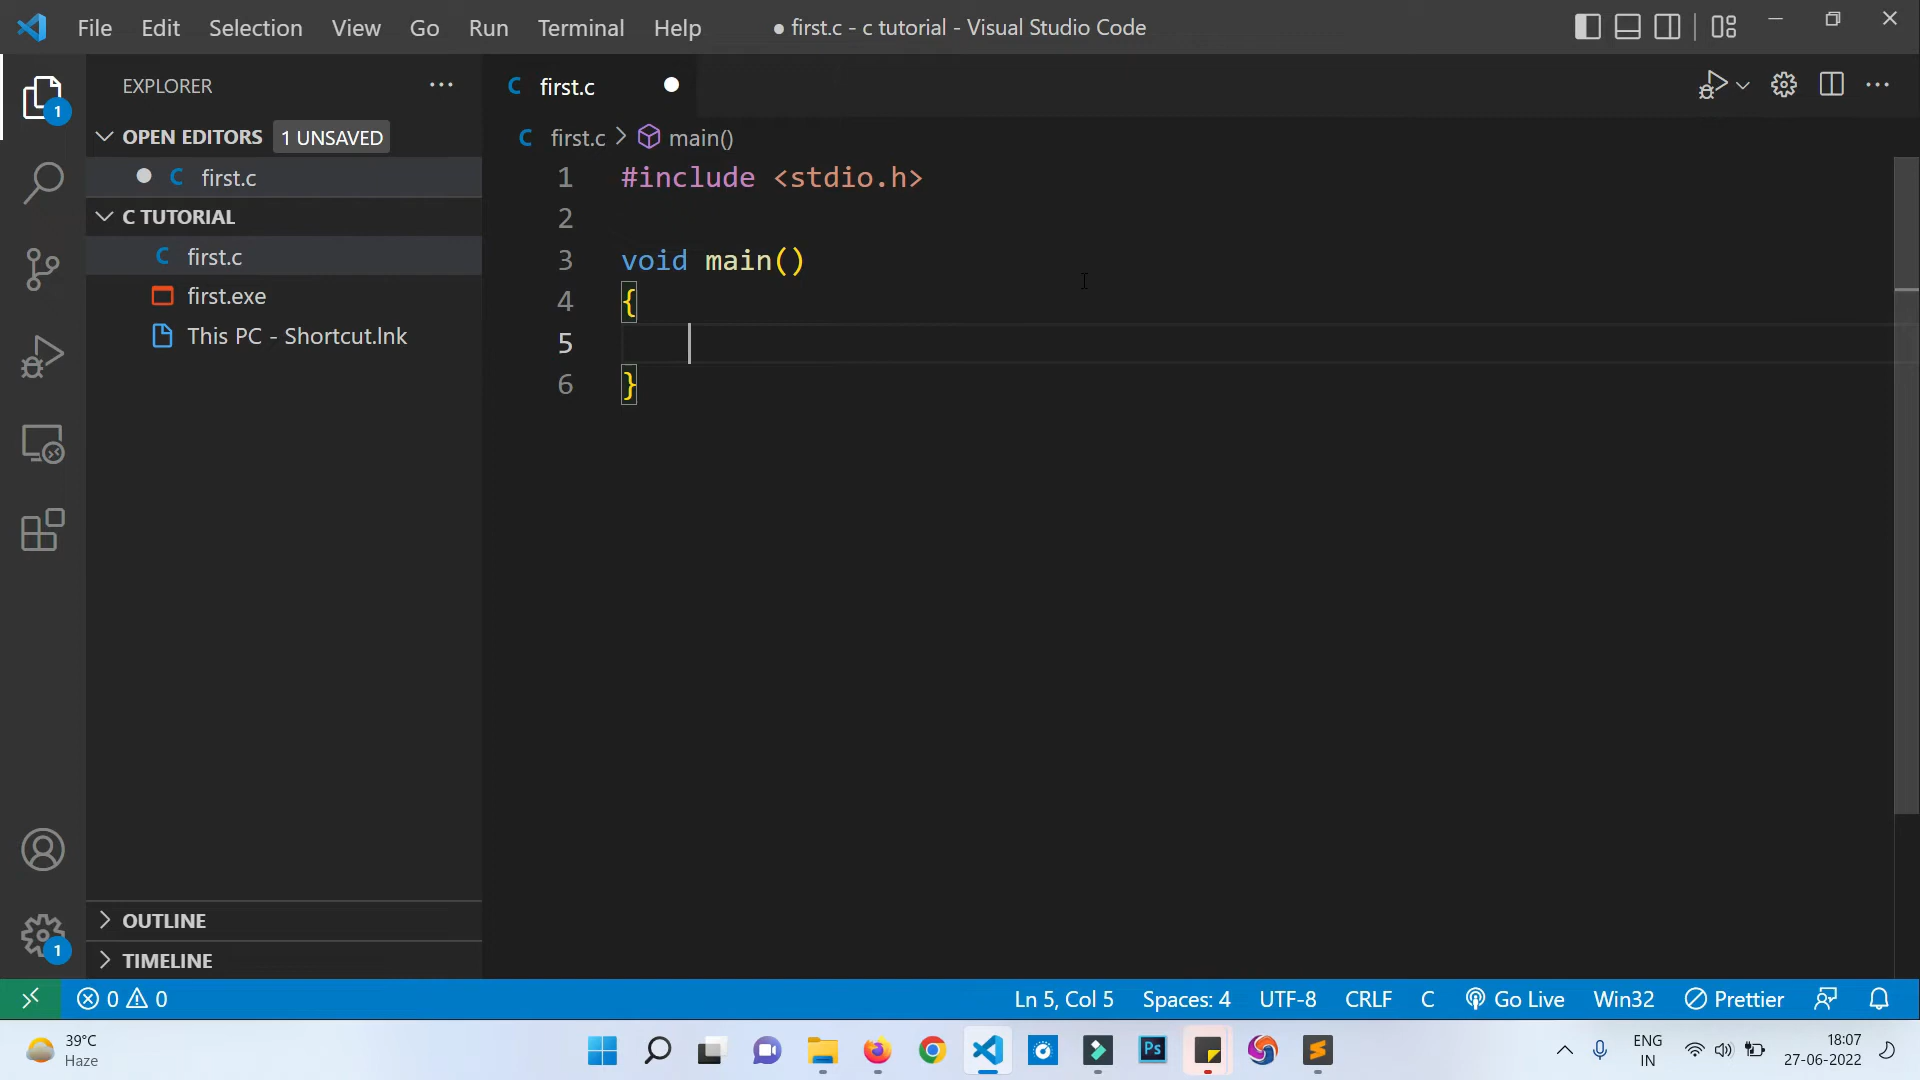 File Edit Selection View Go Run Terminal Help ● first.c - c tutorial - Visual Studio Code
EXPLORER
OPEN EDITORS 1 UNSAVED
first.c
C TUTORIAL
first.c
first.exe
This PC - Shortcut.lnk
OUTLINE
TIMELINE
1
1
C first.c
C first.c > main()
1 #include <stdio.h>
2
3 void main()
4 {
5
6 }
0 0
Ln 5, Col 5 Spaces: 4 UTF-8 CRLF C Go Live Win32 Prettier
39°C
Haze
Ps
ENG
IN
18:07
27-06-2022